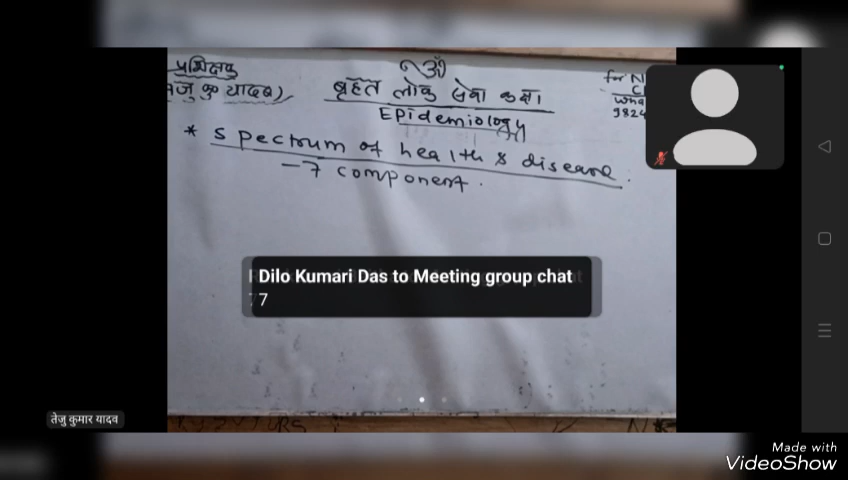 प्रशिक्षक
ॐ
बृहत लोक सेवा कक्षा
Epidemiology
* Spectrum of health & disease
- 7 component.
Dilo Kumari Das to Meeting group chat
7
तेजु कुमार यादव
Made with
VideoShow